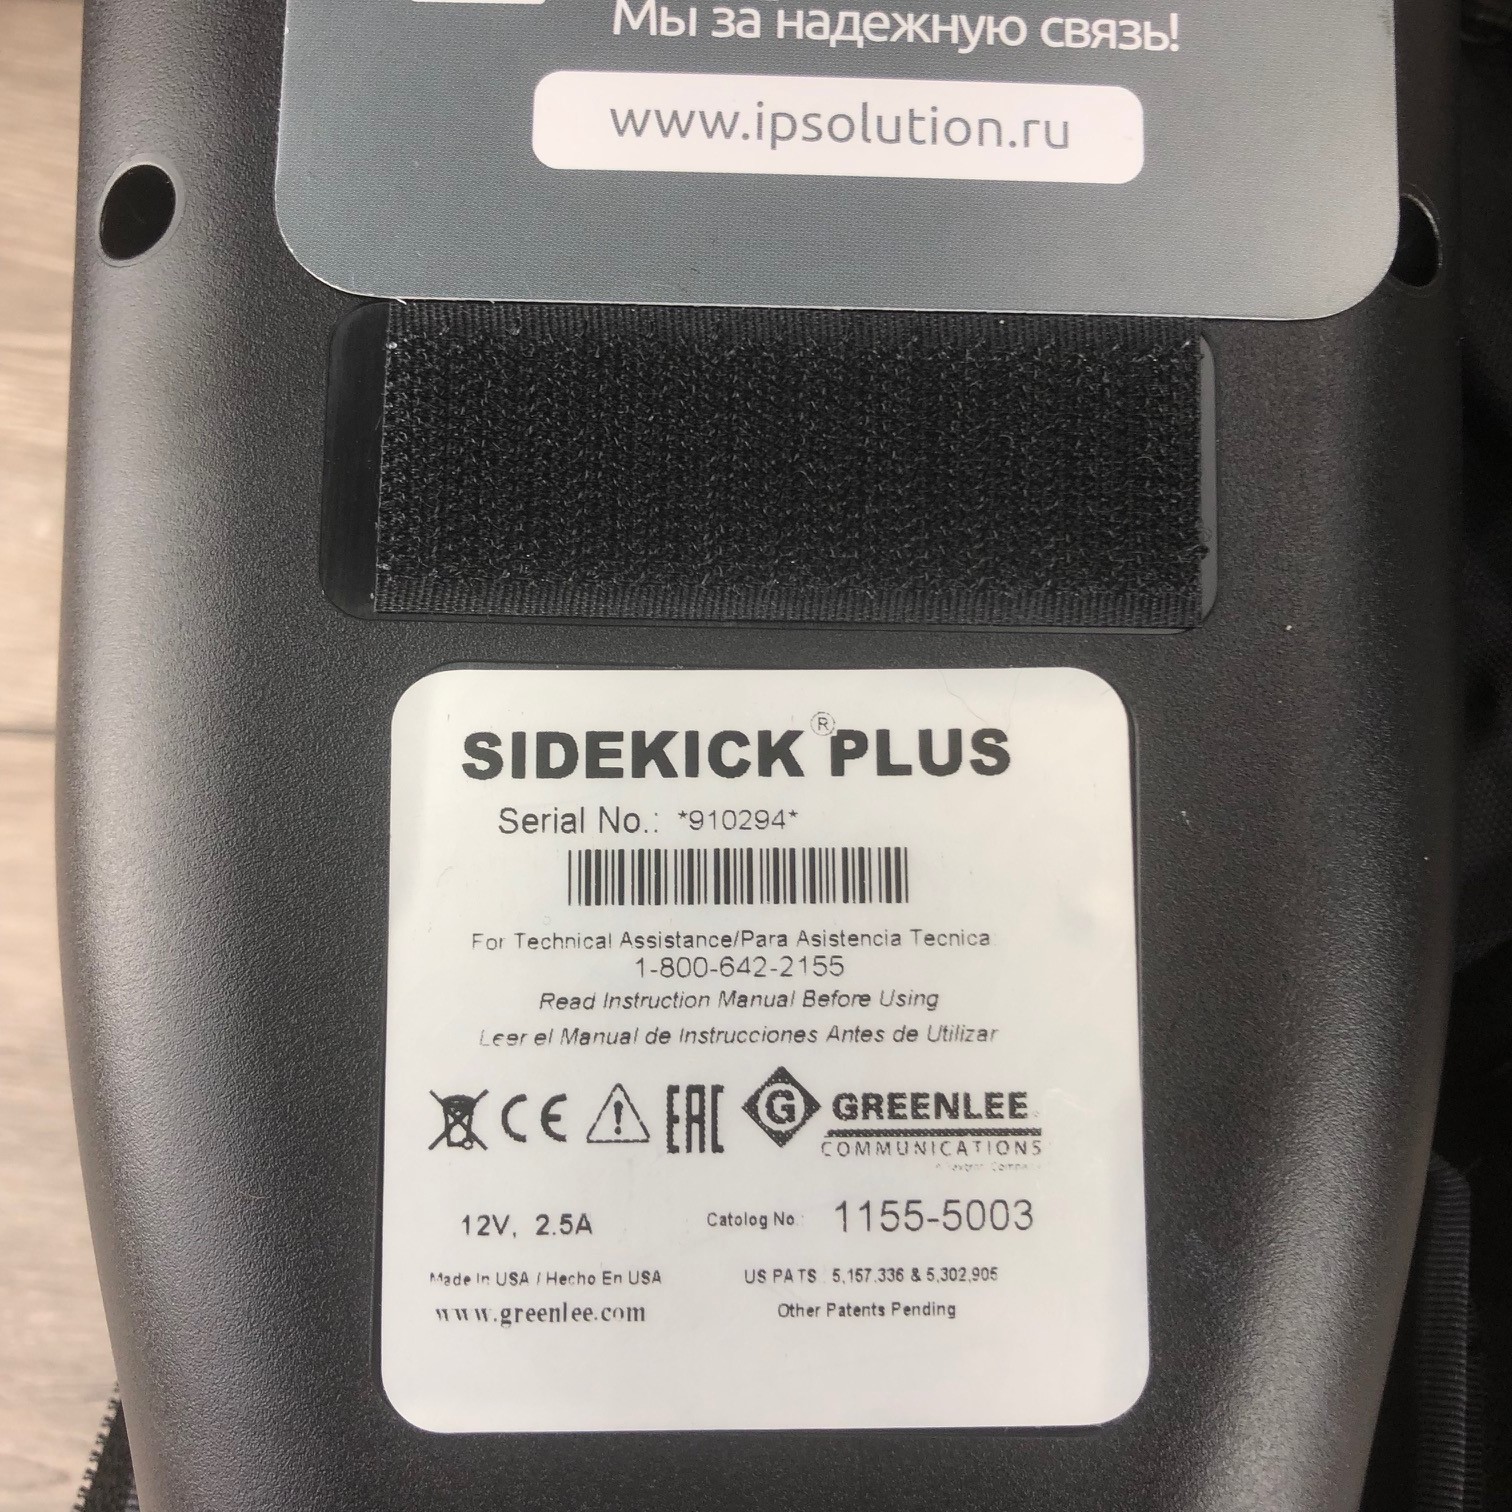 Мы за надежную связь!
www.ipsolution.ru
SIDEKICK® PLUS
Serial No.: *910294*
For Technical Assistance/Para Asistencia Tecnica
1-800-642-2155
Read Instruction Manual Before Using
Leer el Manual de Instrucciones Antes de Utilizar
CE EAC G GREENLEE
COMMUNICATIONS
A Textron Company
12V, 2.5A Catolog No. 1155-5003
Made In USA / Hecho En USA US PATS 5,157,336 & 5,302,905
www.greenlee.com Other Patents Pending